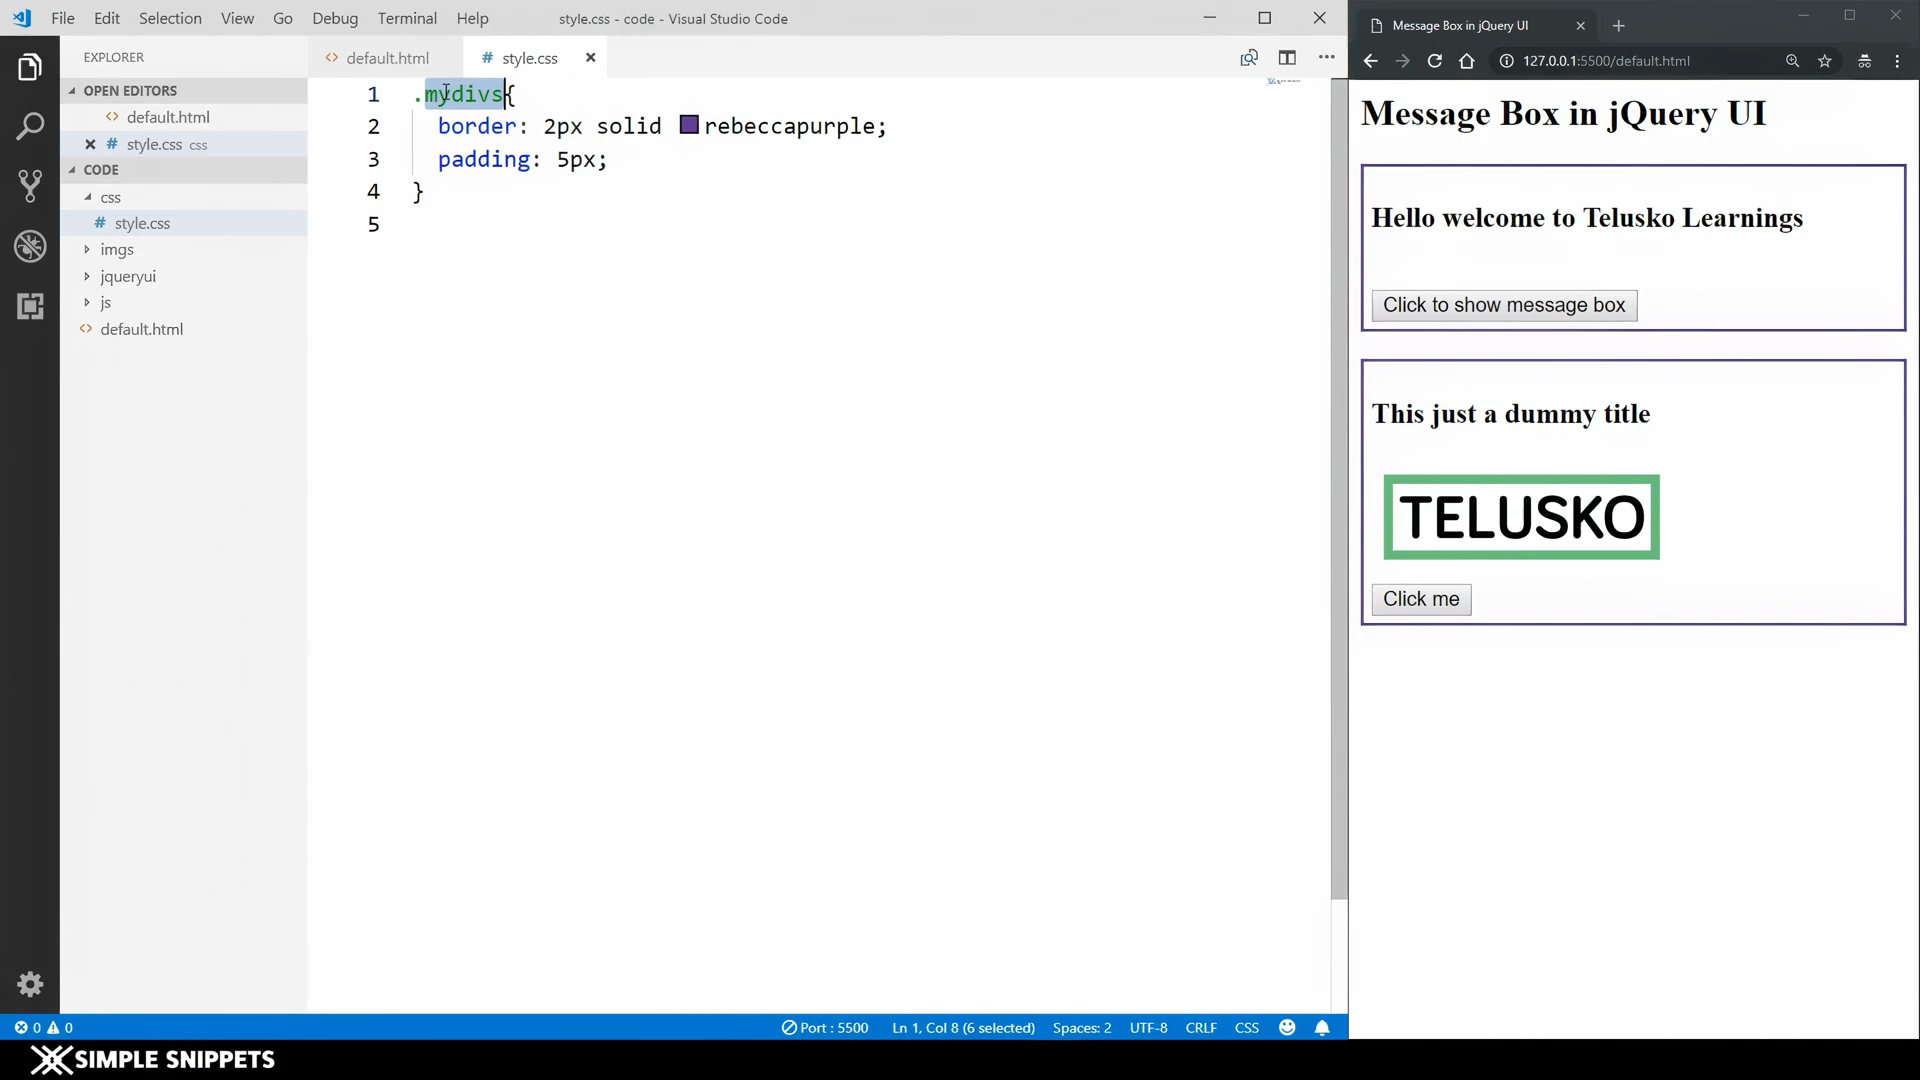 File Edit Selection View Go Debug Terminal Help
style.css - code - Visual Studio Code
EXPLORER
OPEN EDITORS
default.html
style.css css
CODE
css
style.css
imgs
jqueryui
js
default.html
default.html
style.css
1 .mydivs{
2 border: 2px solid rebeccapurple;
3 padding: 5px;
4 }
5
0 0
Port : 5500
Ln 1, Col 8 (6 selected)
Spaces: 2
UTF-8
CRLF
CSS
Message Box in jQuery UI
127.0.0.1:5500/default.html
Message Box in jQuery UI
Hello welcome to Telusko Learnings
Click to show message box
This just a dummy title
TELUSKO
Click me
SIMPLE SNIPPETS